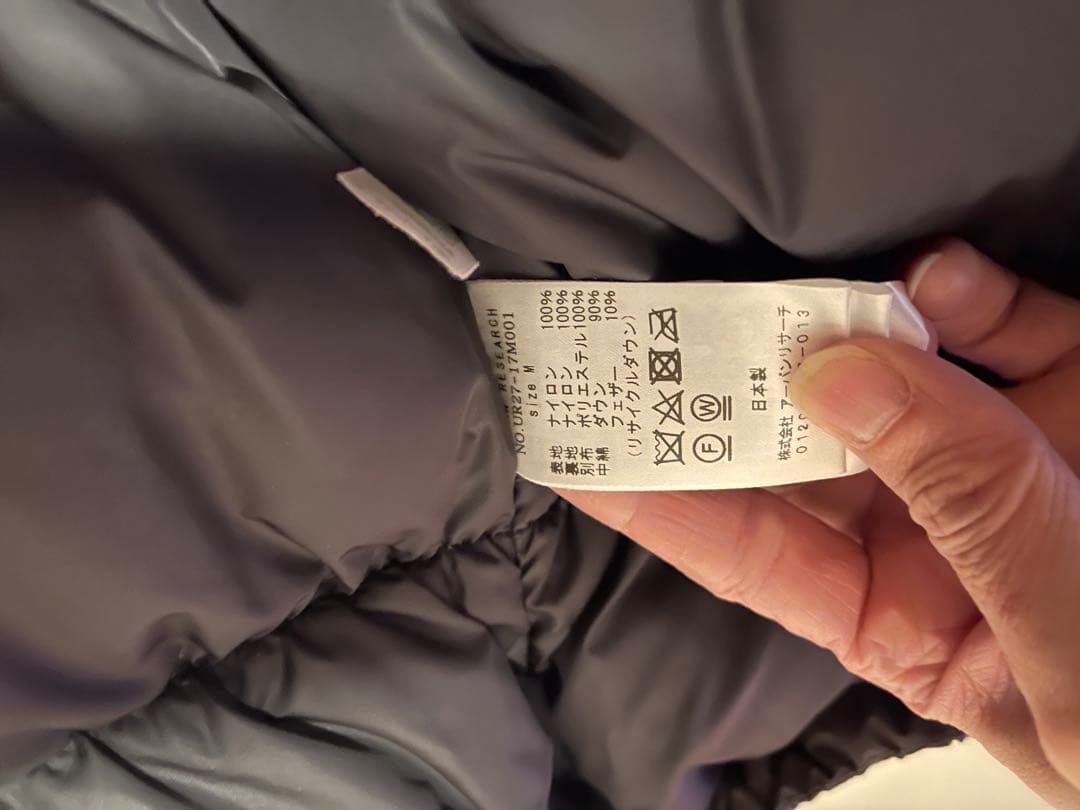 RESEARCH
NO.UR27-17M001
size M
表地 ナイロン 100%
裏地 ナイロン 100%
別布 ポリエステル 100%
中綿 ダウン 90%
フェザー 10%
(リサイクルダウン)
F W
日本製
株式会社 アーバンリサーチ
-013